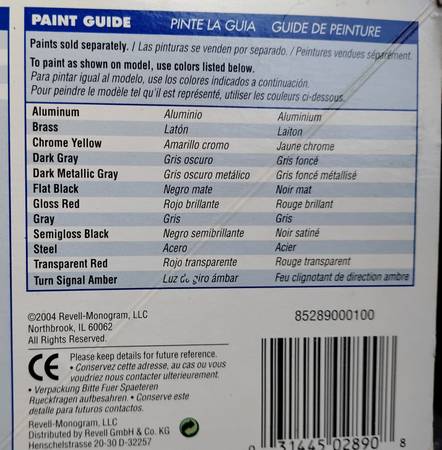 PAINT GUIDE PINTE LA GUIA GUIDE DE PEINTURE
Paints sold separately. / Las pinturas se venden por separado. / Peintures vendues séparément.
To paint as shown on model, use colors listed below.
Para pintar igual al modelo, use los colores indicados a continuación.
Pour peindre le modèle tel qu'il est représenté, utiliser les couleurs ci-dessous.
Aluminum Aluminio Aluminium
Brass Latón Laiton
Chrome Yellow Amarillo cromo Jaune chrome
Dark Gray Gris oscuro Gris foncé
Dark Metallic Gray Gris oscuro metálico Gris foncé métallisé
Flat Black Negro mate Noir mat
Gloss Red Rojo brillante Rouge brillant
Gray Gris Gris
Semigloss Black Negro semibrillante Noir satiné
Steel Acero Acier
Transparent Red Rojo transparente Rouge transparent
Turn Signal Amber Luz de giro ámbar Feu clignotant de direction ambre
©2004 Revell-Monogram, LLC
Northbrook, IL 60062
All Rights Reserved.
85289000100
CE
Please keep details for future reference.
• Conservez cette adresse, au cas ou vous
voudriez nous contacter ulterieurement.
• Verpackung Bitte Fuer Spaeteren
Rueckfragen aufbewahren. • Conserve este
detalle para futuros contactos.
Revell-Monogram, LLC
Distributed by Revell GmbH & Co. KG
Henschelstrasse 20-30 D-32257
0 31445 02890 8